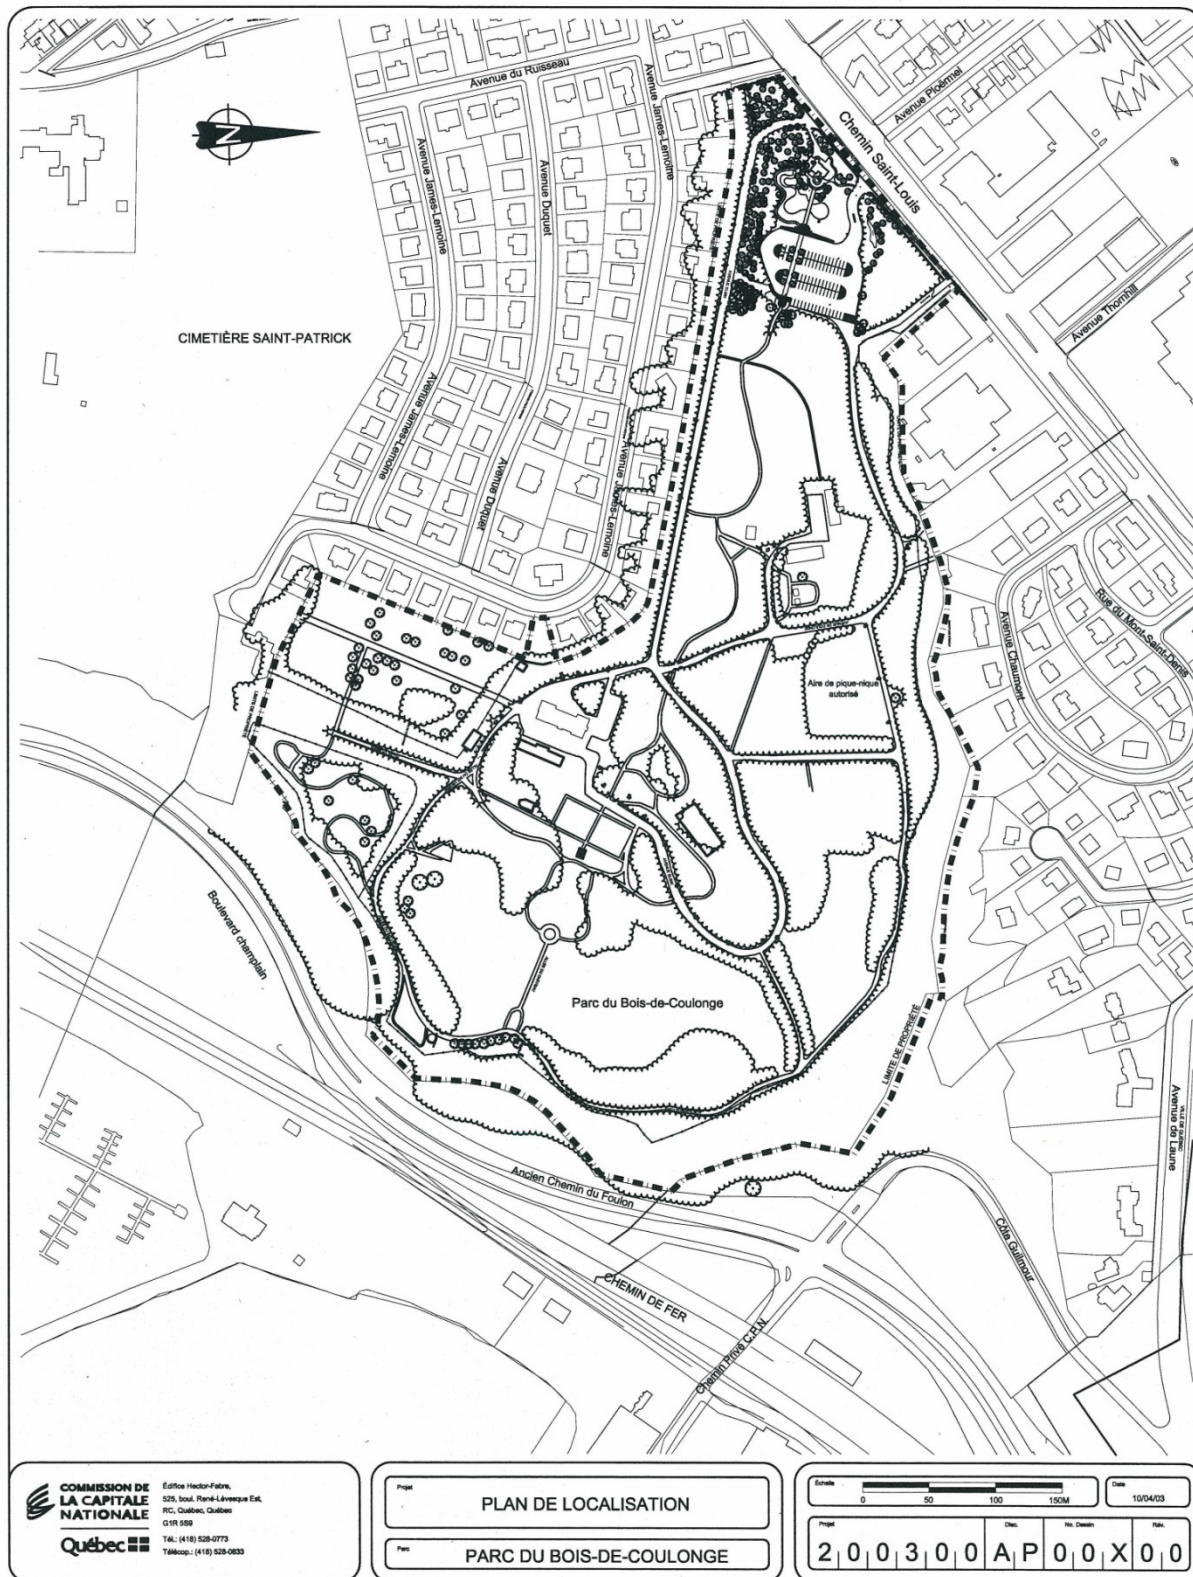 Avenue du Ruisseau
Avenue James-Lemoine
Avenue Ploërmel
Chemin Saint-Louis
N
Avenue James-Lemoine
Avenue Duquet
CIMETIÈRE SAINT-PATRICK
Avenue Thornhill
Avenue James-Lemoine
Avenue Duquet
Avenue James-Lemoine
Rue du Mont-Saint-Denis
Avenue Chaumont
Aire de pique-nique
autorisé
Boulevard champlain
Parc du Bois-de-Coulonge
LIMITE DE PROPRIÉTÉ
VILLE DE QUÉBEC
Avenue de Laune
Ancien Chemin du Foulon
Côte Guilmour
CHEMIN DE FER
Chemin Privé C.P.N.
COMMISSION DE
LA CAPITALE
NATIONALE
Québec
Édifice Hector-Fabre,
525, boul. René-Lévesque Est,
RC, Québec, Québec
G1R 5S9
Tél.: (418) 528-0773
Télécop.: (418) 528-0833
Projet
PLAN DE LOCALISATION
Parc
PARC DU BOIS-DE-COULONGE
Échelle
0 50 100 150M
Date
10/04/03
Projet Disc. No. Dessin Rév.
2 0 0 3 0 0 A P 0 0 X 0 0